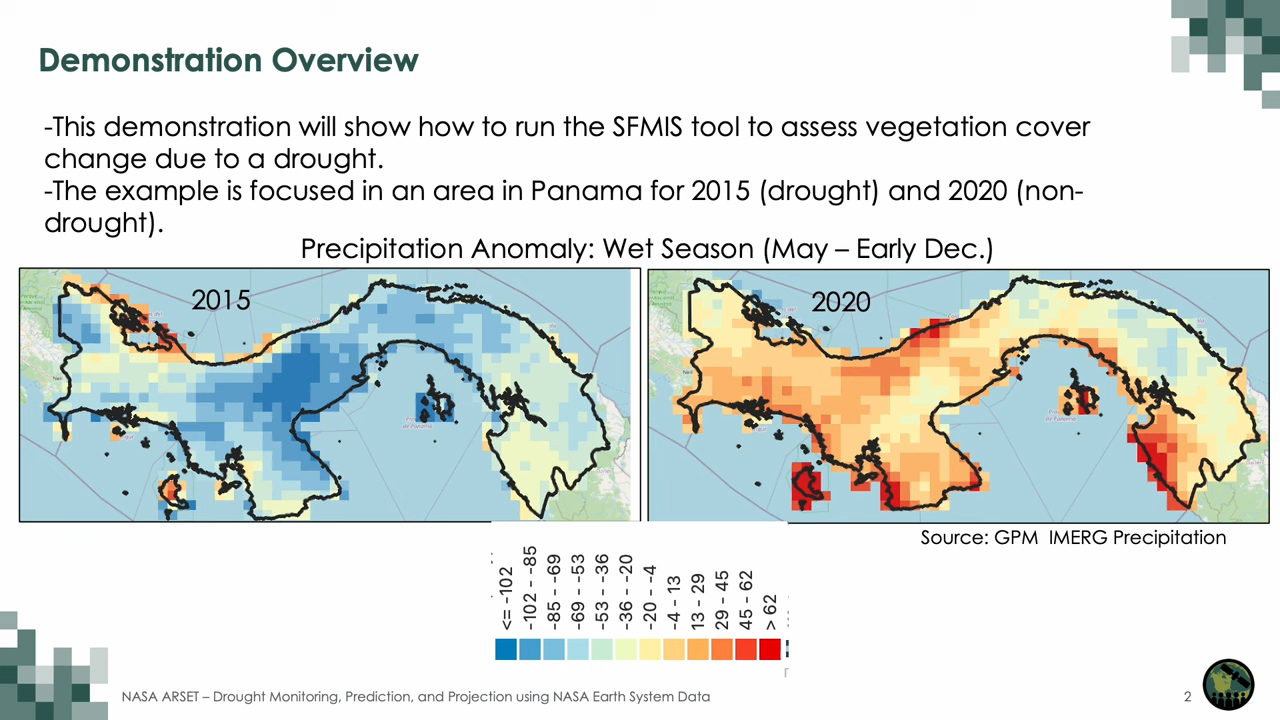 Demonstration Overview
-This demonstration will show how to run the SFMIS tool to assess vegetation cover
change due to a drought.
-The example is focused in an area in Panama for 2015 (drought) and 2020 (non-
drought).
Precipitation Anomaly: Wet Season (May – Early Dec.)
2015
2020
Source: GPM  IMERG Precipitation
<= -102
-102 - -85
-85 - -69
-69 - -53
-53 - -36
-36 - -20
-20 - -4
-4 - 13
13 - 29
29 - 45
45 - 62
> 62
NASA ARSET – Drought Monitoring, Prediction, and Projection using NASA Earth System Data
2